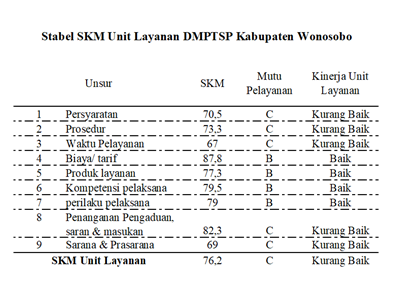 Stabel SKM Unit Layanan DMPTSP Kabupaten Wonosobo
Unsur SKM Mutu Pelayanan Kinerja Unit Layanan
1 Persyaratan 70,5 C Kurang Baik
2 Prosedur 73,3 C Kurang Baik
3 Waktu Pelayanan 67 C Kurang Baik
4 Biaya/ tarif 87,8 B Baik
5 Produk layanan 77,3 B Baik
6 Kompetensi pelaksana 79,5 B Baik
7 perilaku pelaksana 79 B Baik
8 Penanganan Pengaduan,
saran & masukan 82,3 C Kurang Baik
9 Sarana & Prasarana 69 C Kurang Baik
SKM Unit Layanan 76,2 C Kurang Baik